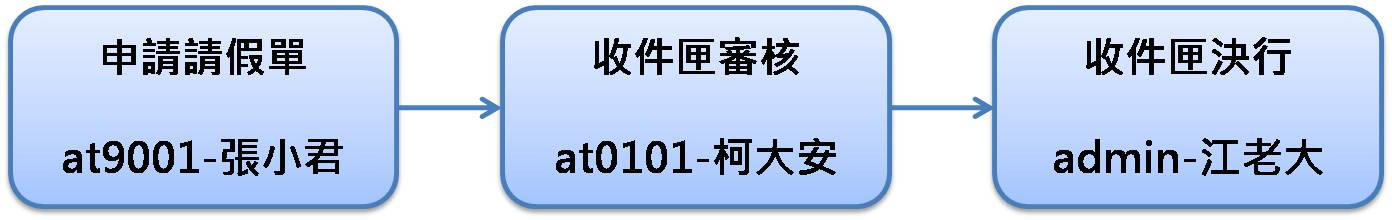 申請請假單
at9001-張小君
收件匣審核
at0101-柯大安
收件匣決行
admin-江老大